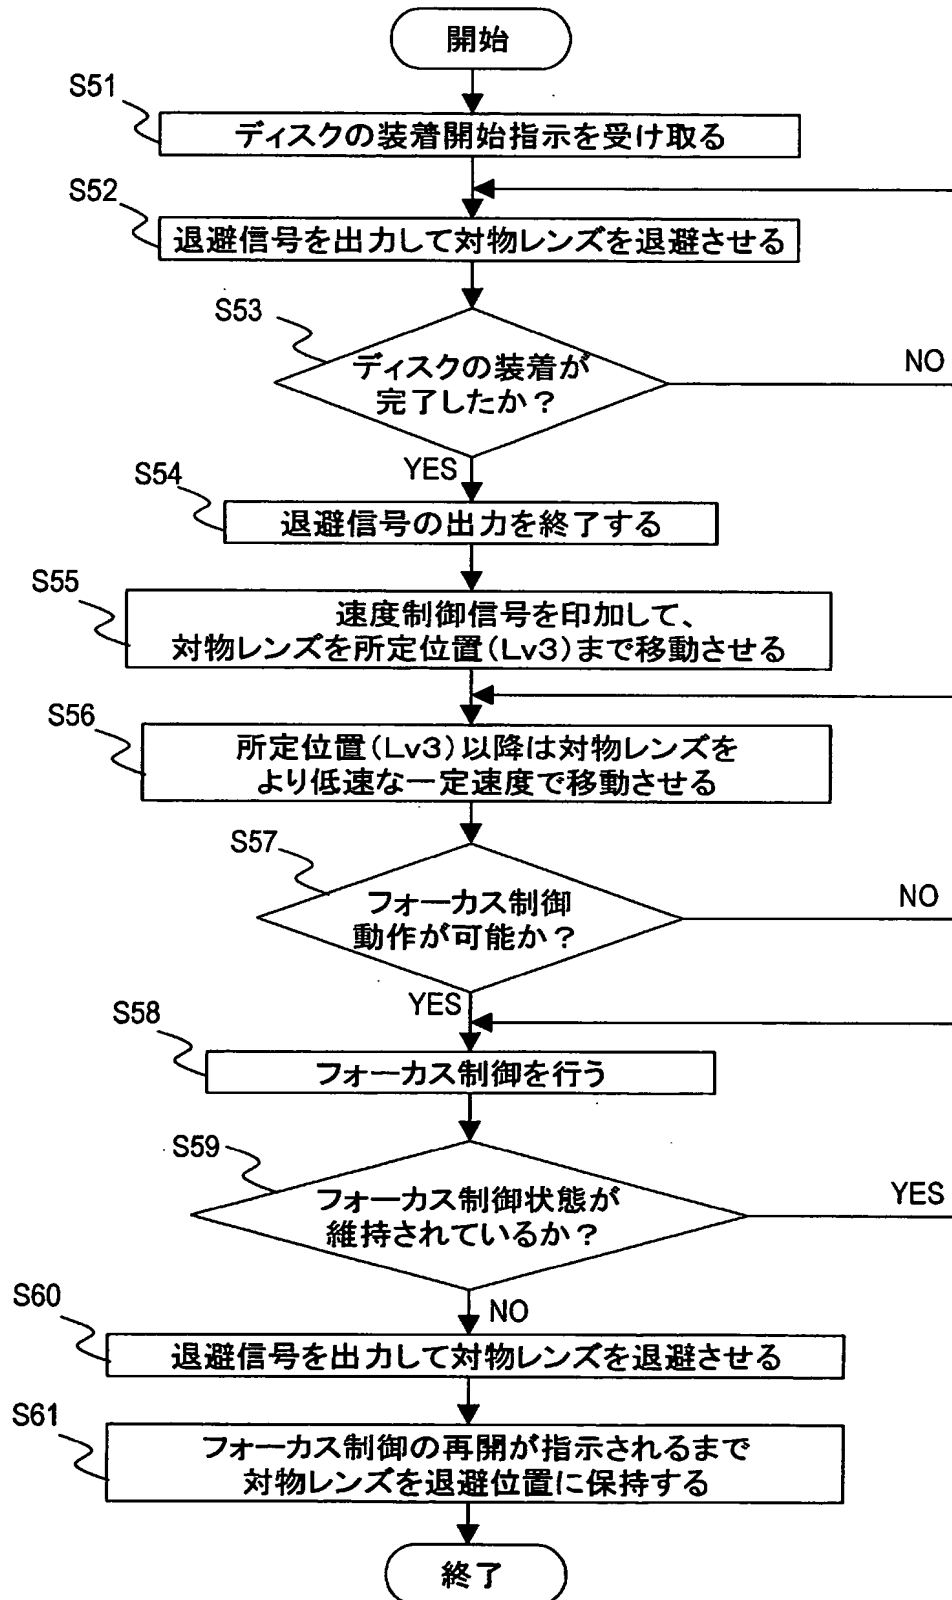 開始
S51
ディスクの装着開始指示を受け取る
S52
退避信号を出力して対物レンズを退避させる
S53
ディスクの装着が
完了したか？
NO
YES
S54
退避信号の出力を終了する
S55
速度制御信号を印加して、
対物レンズを所定位置(Lv3)まで移動させる
S56
所定位置(Lv3)以降は対物レンズを
より低速な一定速度で移動させる
S57
フォーカス制御
動作が可能か？
NO
YES
S58
フォーカス制御を行う
S59
フォーカス制御状態が
維持されているか？
YES
NO
S60
退避信号を出力して対物レンズを退避させる
S61
フォーカス制御の再開が指示されるまで
対物レンズを退避位置に保持する
終了